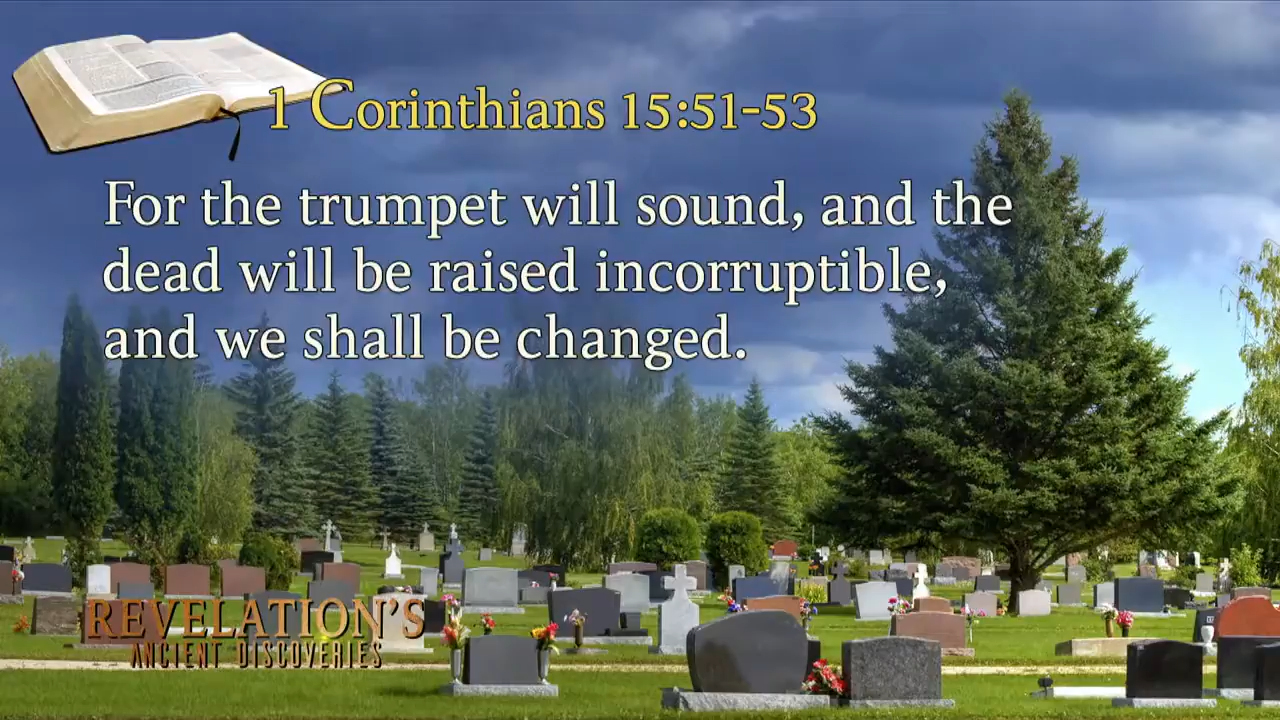 1 Corinthians 15:51-53
For the trumpet will sound, and the
dead will be raised incorruptible,
and we shall be changed.
REVELATION'S
ANCIENT DISCOVERIES